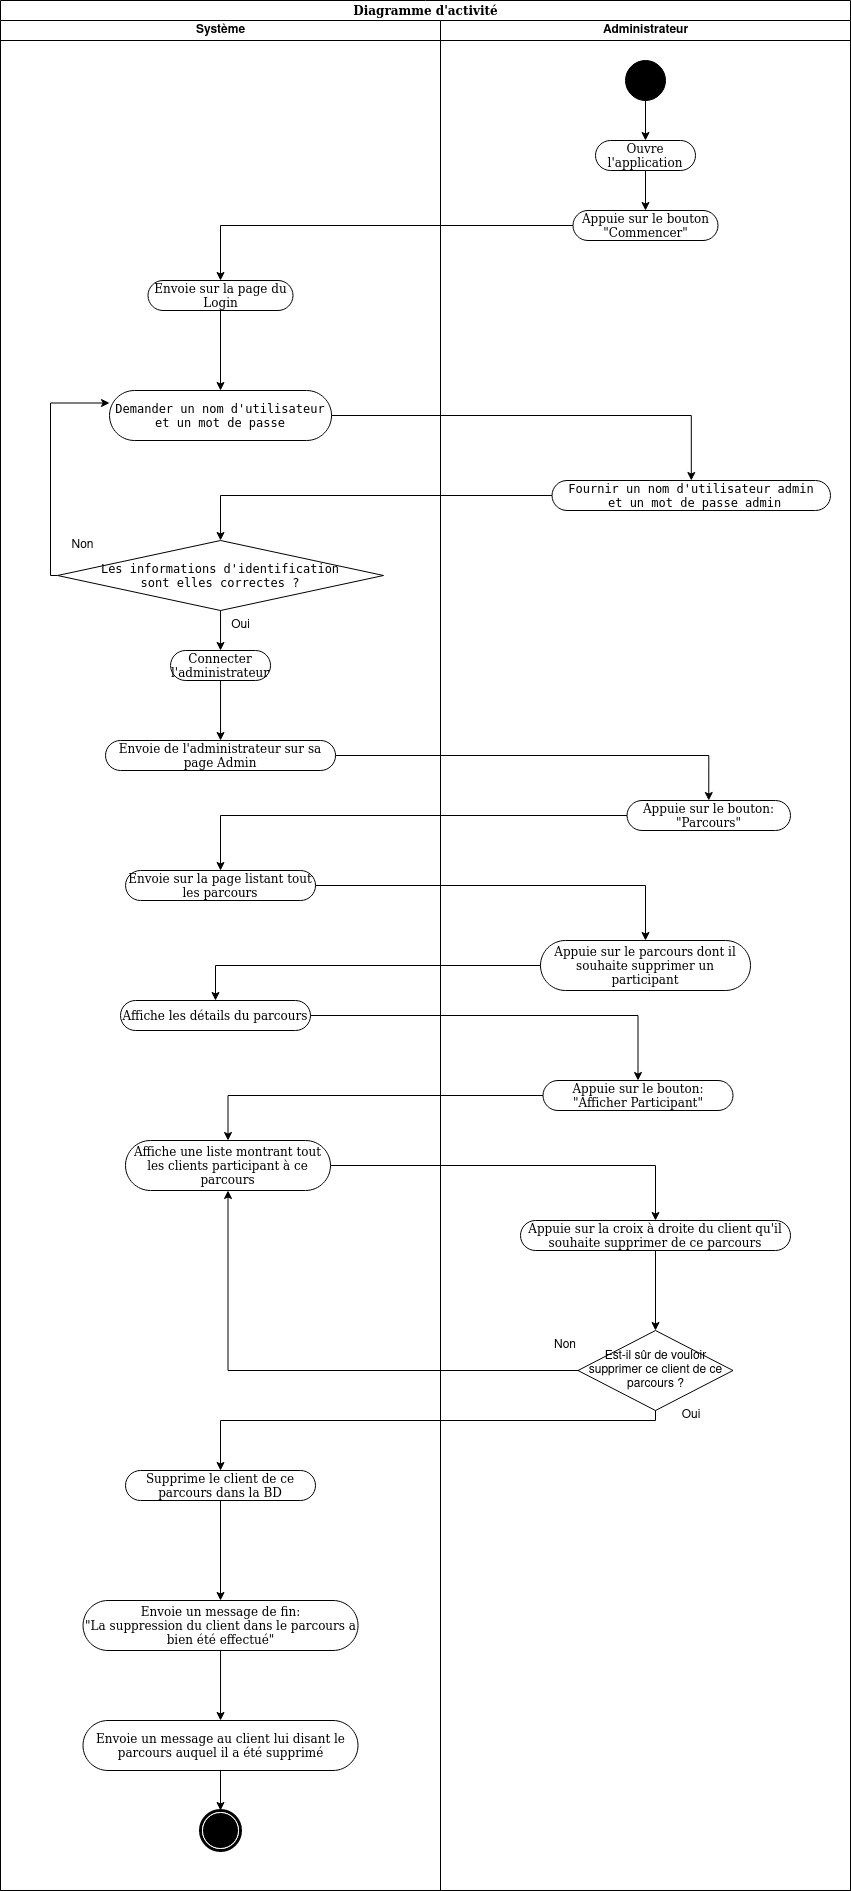 Diagramme d'activité
Système
Administrateur
Ouvre
l'application
Appuie sur le bouton
"Commencer"
Envoie sur la page du
Login
Demander un nom d'utilisateur
et un mot de passe
Fournir un nom d'utilisateur admin
et un mot de passe admin
Non
Les informations d'identification
sont elles correctes ?
Oui
Connecter
l'administrateur
Envoie de l'administrateur sur sa
page Admin
Appuie sur le bouton:
"Parcours"
Envoie sur la page listant tout
les parcours
Appuie sur le parcours dont il
souhaite supprimer un
participant
Affiche les détails du parcours
Appuie sur le bouton:
"Afficher Participant"
Affiche une liste montrant tout
les clients participant à ce
parcours
Appuie sur la croix à droite du client qu'il
souhaite supprimer de ce parcours
Non
Est-il sûr de vouloir
supprimer ce client de ce
parcours ?
Oui
Supprime le client de ce
parcours dans la BD
Envoie un message de fin:
"La suppression du client dans le parcours a
bien été effectué"
Envoie un message au client lui disant le
parcours auquel il a été supprimé